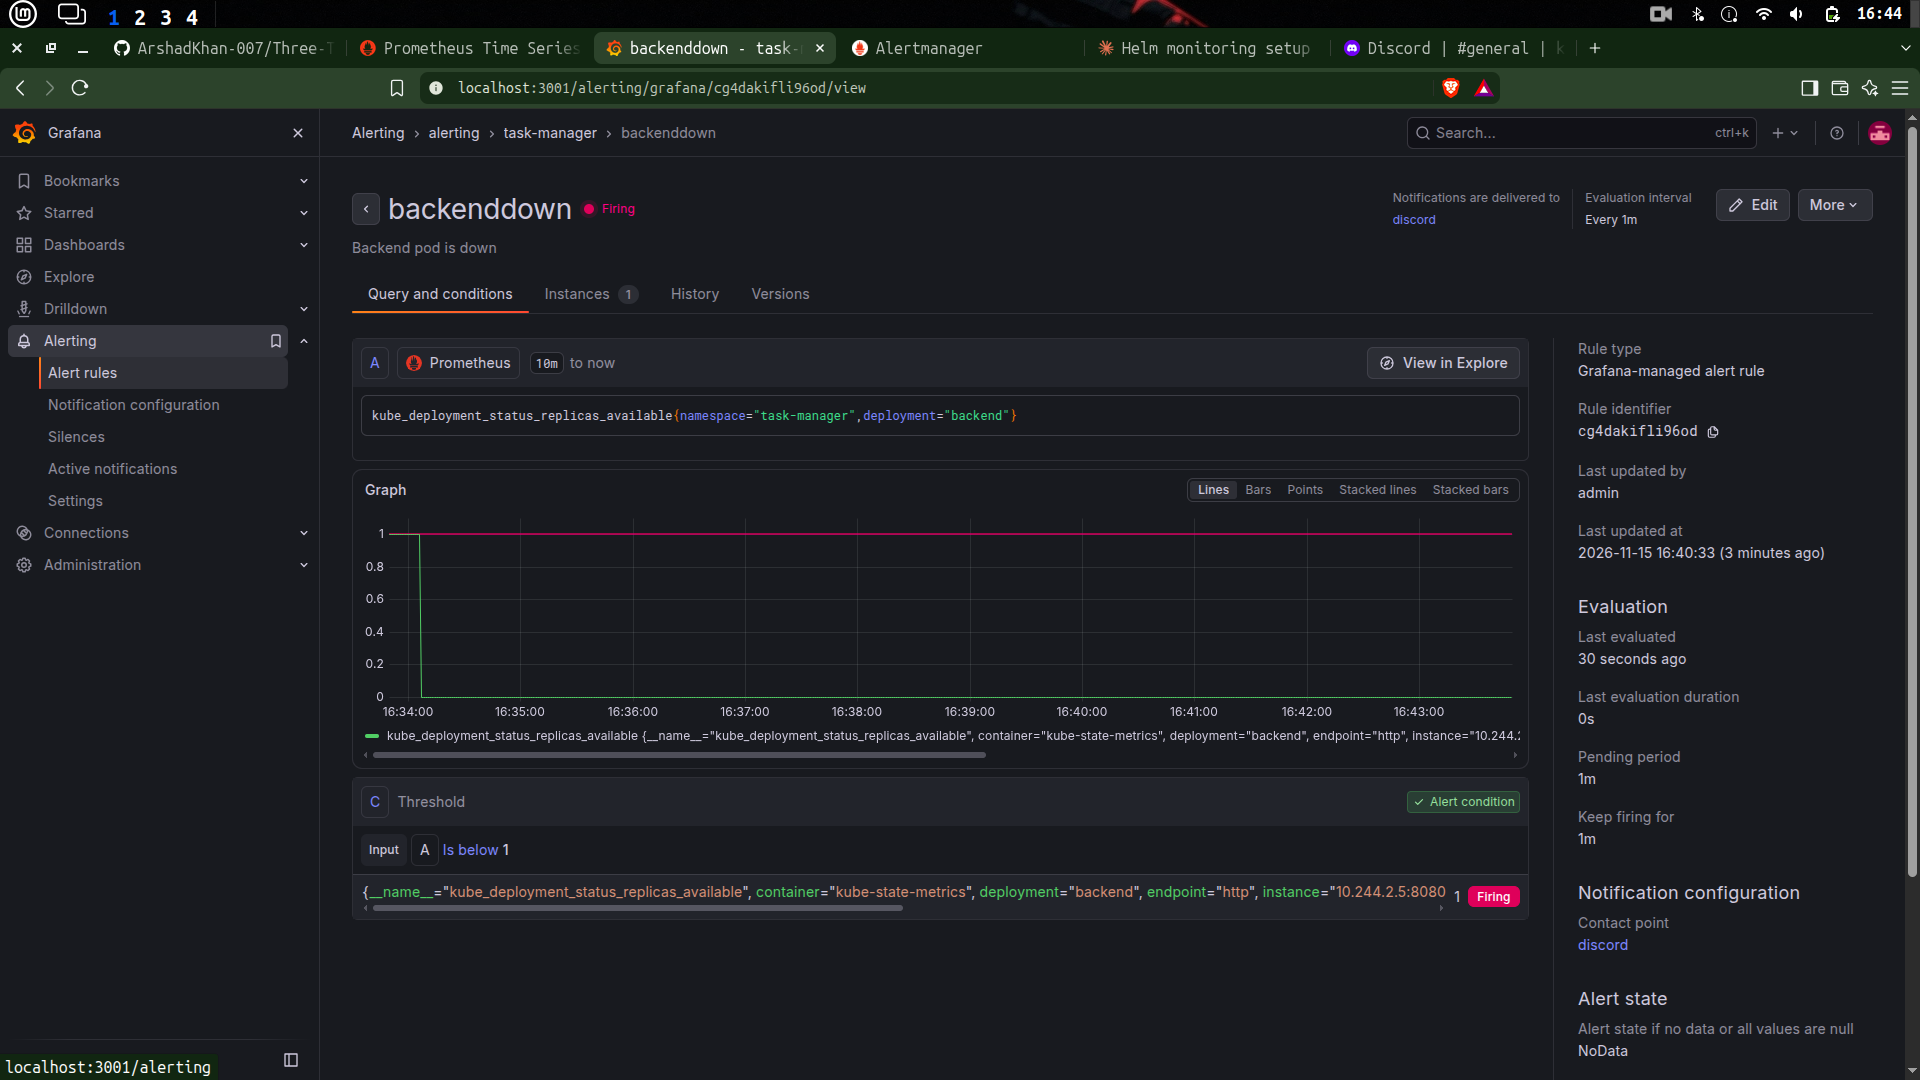 1 2 3 4
16:44
ArshadKhan-007/Three-T
Prometheus Time Series
backenddown - task-
Alertmanager
Helm monitoring setup
Discord | #general | k
localhost:3001/alerting/grafana/cg4dakifli96od/view
Grafana
Alerting › alerting › task-manager › backenddown
Search...
ctrl+k
Bookmarks
Starred
Dashboards
Explore
Drilldown
Alerting
Alert rules
Notification configuration
Silences
Active notifications
Settings
Connections
Administration
backenddown
Firing
Notifications are delivered to
discord
Evaluation interval
Every 1m
Edit
More
Backend pod is down
Query and conditions
Instances 1
History
Versions
A
Prometheus
10m to now
View in Explore
kube_deployment_status_replicas_available{namespace="task-manager",deployment="backend"}
Graph
Lines
Bars
Points
Stacked lines
Stacked bars
1
0.8
0.6
0.4
0.2
0
16:34:00
16:35:00
16:36:00
16:37:00
16:38:00
16:39:00
16:40:00
16:41:00
16:42:00
16:43:00
kube_deployment_status_replicas_available {__name__="kube_deployment_status_replicas_available", container="kube-state-metrics", deployment="backend", endpoint="http", instance="10.244.2
C
Threshold
Alert condition
Input A Is below 1
{__name__="kube_deployment_status_replicas_available", container="kube-state-metrics", deployment="backend", endpoint="http", instance="10.244.2.5:8080
1 Firing
Rule type
Grafana-managed alert rule
Rule identifier
cg4dakifli96od
Last updated by
admin
Last updated at
2026-11-15 16:40:33 (3 minutes ago)
Evaluation
Last evaluated
30 seconds ago
Last evaluation duration
0s
Pending period
1m
Keep firing for
1m
Notification configuration
Contact point
discord
Alert state
Alert state if no data or all values are null
NoData
localhost:3001/alerting